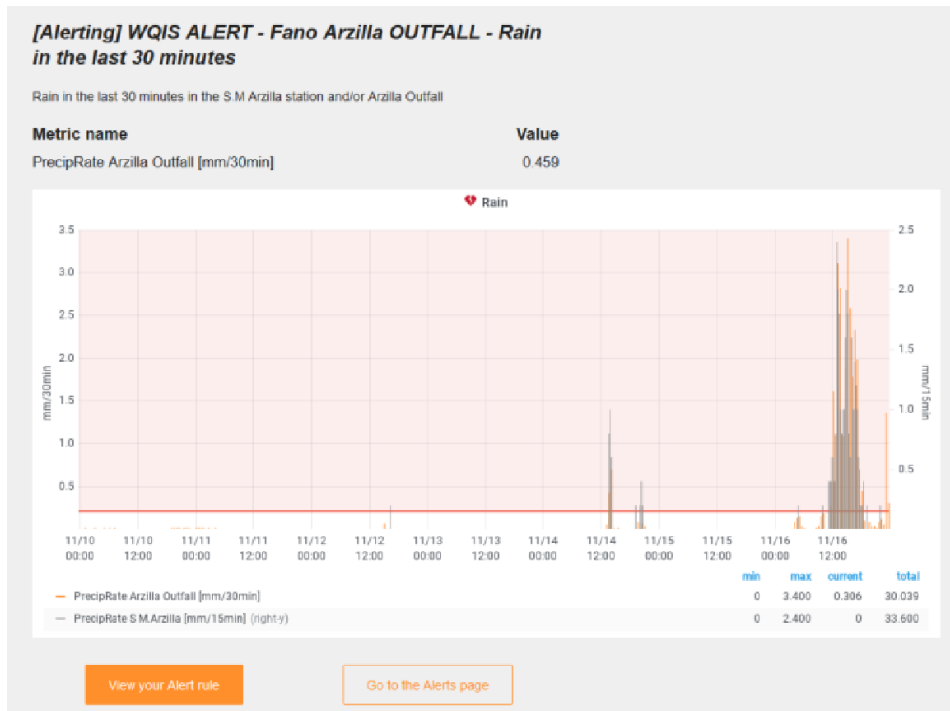 [Alerting] WQIS ALERT - Fano Arzilla OUTFALL - Rain
in the last 30 minutes
Rain in the last 30 minutes in the S.M Arzilla station and/or Arzilla Outfall
Metric name Value
PrecipRate Arzilla Outfall [mm/30min] 0.459
Rain
3.5 2.5
3.0
2.0
2.5
2.0 1.5
mm/30min mm/15min
1.5
1.0
1.0
0.5
0.5
11/10 11/10 11/11 11/11 11/12 11/12 11/13 11/13 11/14 11/14 11/15 11/15 11/16 11/16
00:00 12:00 00:00 12:00 00:00 12:00 00:00 12:00 00:00 12:00 00:00 12:00 00:00 12:00
min max current total
PrecipRate Arzilla Outfall [mm/30min] 0 3.400 0.306 30.039
PrecipRate S M.Arzilla [mm/15min] (right-y) 0 2.400 0 33.600
View your Alert rule Go to the Alerts page